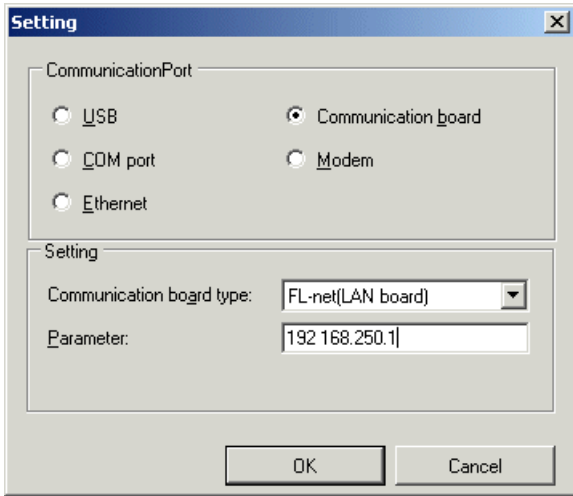 Setting
CommunicationPort
USB
Communication board
COM port
Modem
Ethernet
Setting
Communication board type: FL-net(LAN board)
Parameter: 192 168.250.1
OK Cancel